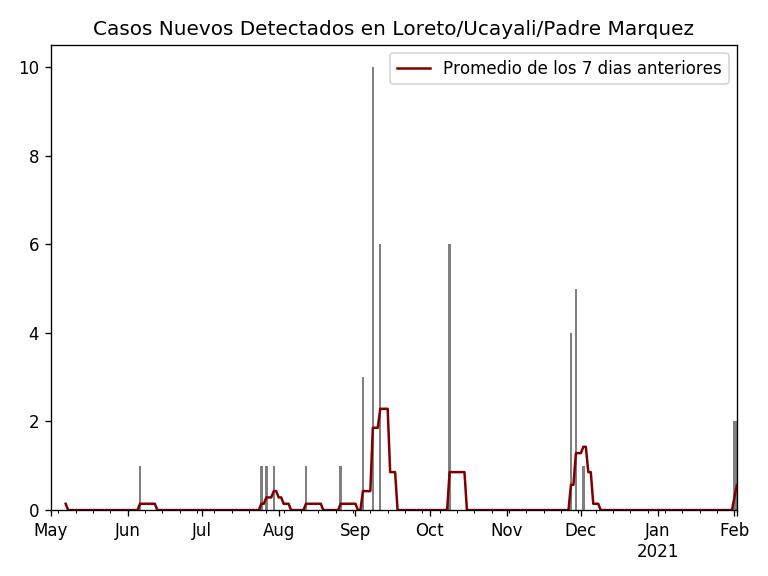 Casos Nuevos Detectados en Loreto/Ucayali/Padre Marquez
Promedio de los 7 dias anteriores
10
8
6
4
2
0
May Jun Jul Aug Sep Oct Nov Dec Jan Feb
2021